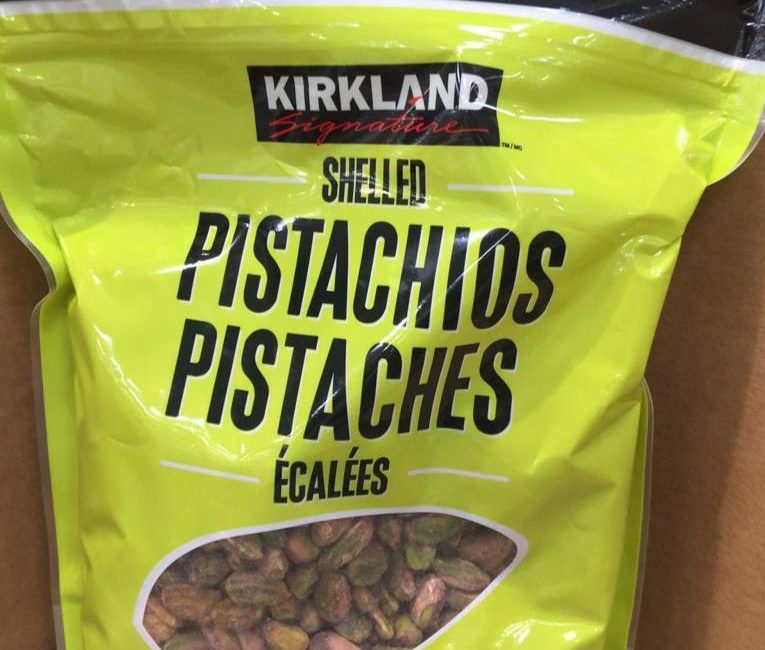 KIRKLAND
Signature
TM/MC
SHELLED
PISTACHIOS
PISTACHES
ÉCALÉES